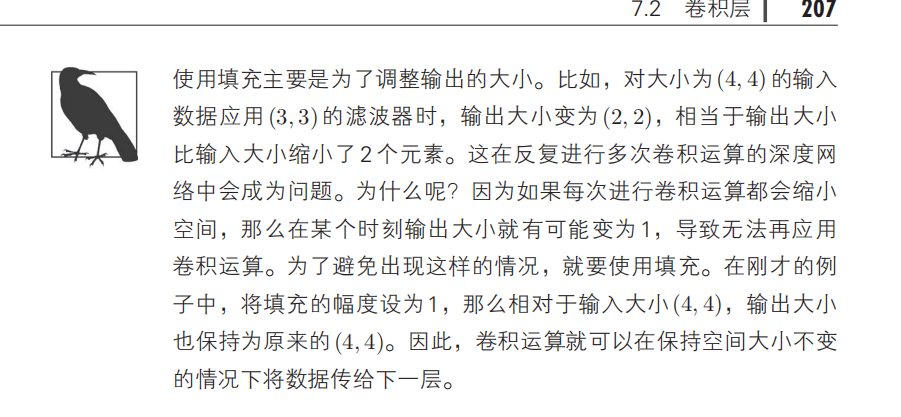 7.2 卷积层 207
使用填充主要是为了调整输出的大小。比如，对大小为(4, 4)的输入
数据应用(3, 3)的滤波器时，输出大小变为(2, 2)，相当于输出大小
比输入大小缩小了2个元素。这在反复进行多次卷积运算的深度网
络中会成为问题。为什么呢？因为如果每次进行卷积运算都会缩小
空间，那么在某个时刻输出大小就有可能变为1，导致无法再应用
卷积运算。为了避免出现这样的情况，就要使用填充。在刚才的例
子中，将填充的幅度设为1，那么相对于输入大小(4, 4)，输出大小
也保持为原来的(4, 4)。因此，卷积运算就可以在保持空间大小不变
的情况下将数据传给下一层。